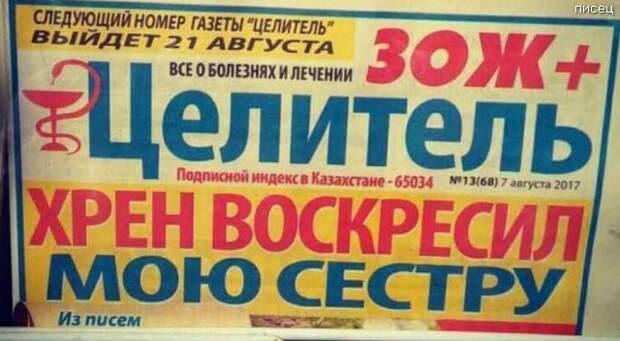 писец
СЛЕДУЮЩИЙ НОМЕР ГАЗЕТЫ "ЦЕЛИТЕЛЬ"
ВЫЙДЕТ 21 АВГУСТА
ВСЕ О БОЛЕЗНЯХ И ЛЕЧЕНИИ
ЗОЖ+
Целитель
Подписной индекс в Казахстане - 65034
№13(68) 7 августа 2017
ХРЕН ВОСКРЕСИЛ
МОЮ СЕСТРУ
Из писем